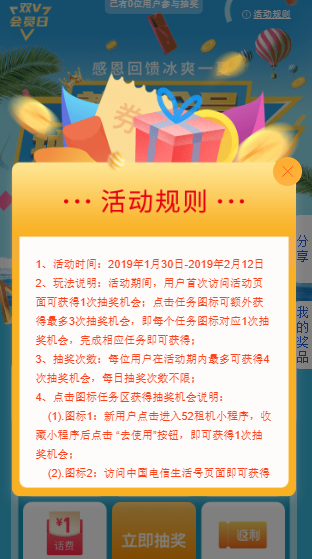 双V
会员日
已有0位用户参与抽奖
活动规则
感恩回馈冰爽一夏
券
··· 活动规则 ···
1、活动时间：2019年1月30日-2019年2月12日
2、玩法说明：活动期间，用户首次访问活动页
面可获得1次抽奖机会；点击任务图标可额外获
得最多3次抽奖机会，即每个任务图标对应1次抽
奖机会，完成相应任务即可获得；
3、抽奖次数：每位用户在活动期内最多可获得4
次抽奖机会，每日抽奖次数不限；
4、点击图标任务区获得抽奖机会说明：
(1).图标1：新用户点击进入52租机小程序，收
藏小程序后点击 “去使用”按钮，即可获得1次抽
奖机会；
(2).图标2：访问中国电信生活号页面即可获得
分享
我的奖品
¥1
话费
立即抽奖